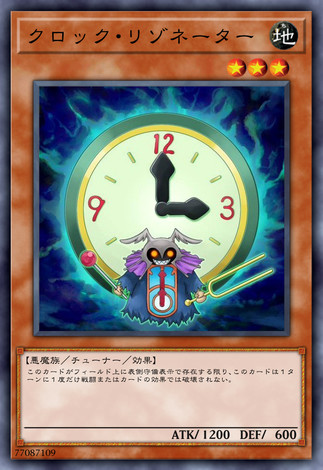 クロック・リゾネーター
地
12
9
3
【悪魔族／チューナー／効果】
このカードがフィールド上に表側守備表示で存在する限り、このカードは１タ
ーンに１度だけ戦闘またはカードの効果では破壊されない。
ATK/ 1200 DEF/ 600
77087109